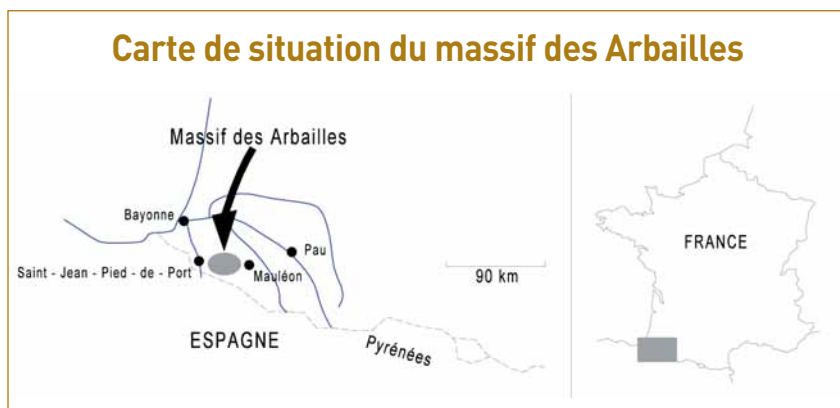 Carte de situation du massif des Arbailles
Massif des Arbailles
Bayonne
Pau
Saint - Jean - Pied - de - Port
Mauléon
90 km
ESPAGNE
Pyrénées
FRANCE